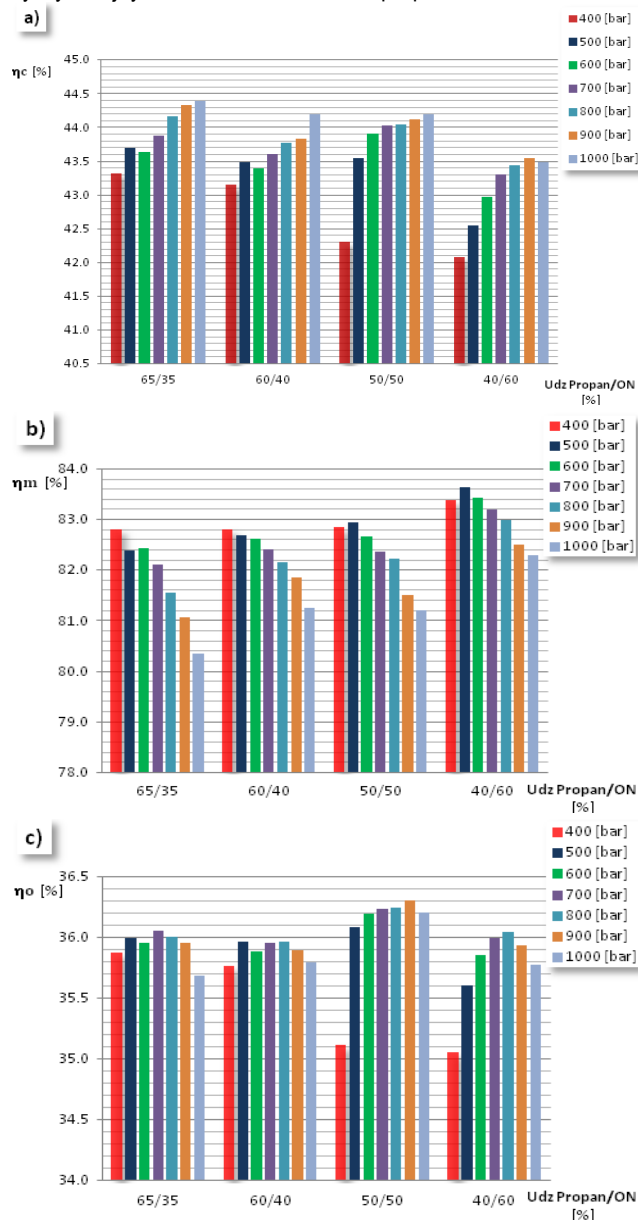 a)
ηc [%]
45.0
44.5
44.0
43.5
43.0
42.5
42.0
41.5
41.0
40.5
65/35
60/40
50/50
40/60
Udz Propan/ON
[%]
400 [bar]
500 [bar]
600 [bar]
700 [bar]
800 [bar]
900 [bar]
1000 [bar]
b)
ηm [%]
84.0
83.0
82.0
81.0
80.0
79.0
78.0
65/35
60/40
50/50
40/60
Udz Propan/ON
[%]
400 [bar]
500 [bar]
600 [bar]
700 [bar]
800 [bar]
900 [bar]
1000 [bar]
c)
ηo [%]
36.5
36.0
35.5
35.0
34.5
34.0
65/35
60/40
50/50
40/60
Udz Propan/ON
[%]
400 [bar]
500 [bar]
600 [bar]
700 [bar]
800 [bar]
900 [bar]
1000 [bar]